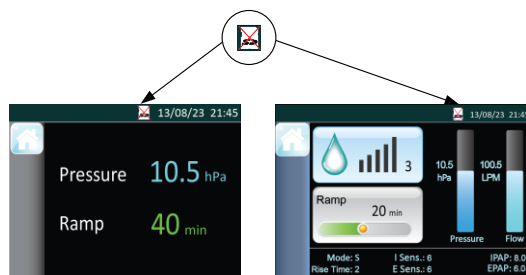 13/08/23 21:45
Pressure 10.5 hPa
Ramp 40 min
13/08/23 21:45
3
10.5 hPa
100.5 LPM
Ramp
20 min
Pressure Flow
Mode: 5 I Sens.: 6 IPAP: 8.0
Rise Time: 2 E Sens.: 6 EPAP: 6.0